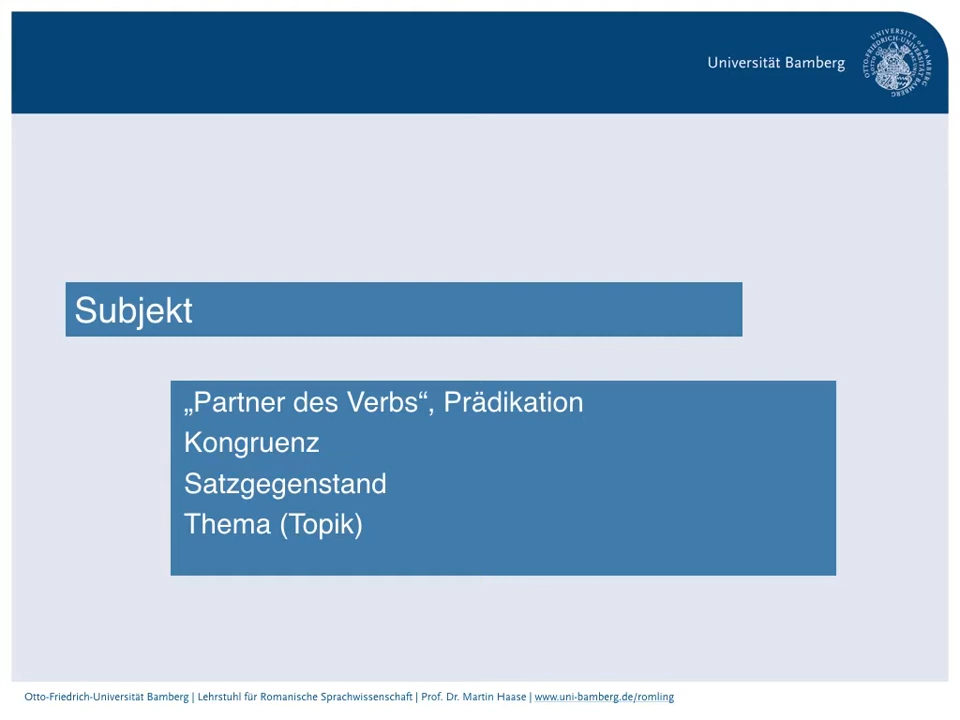 Universität Bamberg
Subjekt
„Partner des Verbs“, Prädikation
Kongruenz
Satzgegenstand
Thema (Topik)
Otto-Friedrich-Universität Bamberg | Lehrstuhl für Romanische Sprachwissenschaft | Prof. Dr. Martin Haase | www.uni-bamberg.de/romling